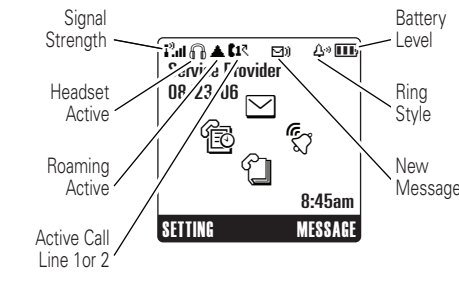 Signal
Strength
Battery
Level
Headset
Active
Service Provider
08/23/06
Ring
Style
Roaming
Active
New
Message
8:45am
Active Call
Line 1or 2
SETTING
MESSAGE